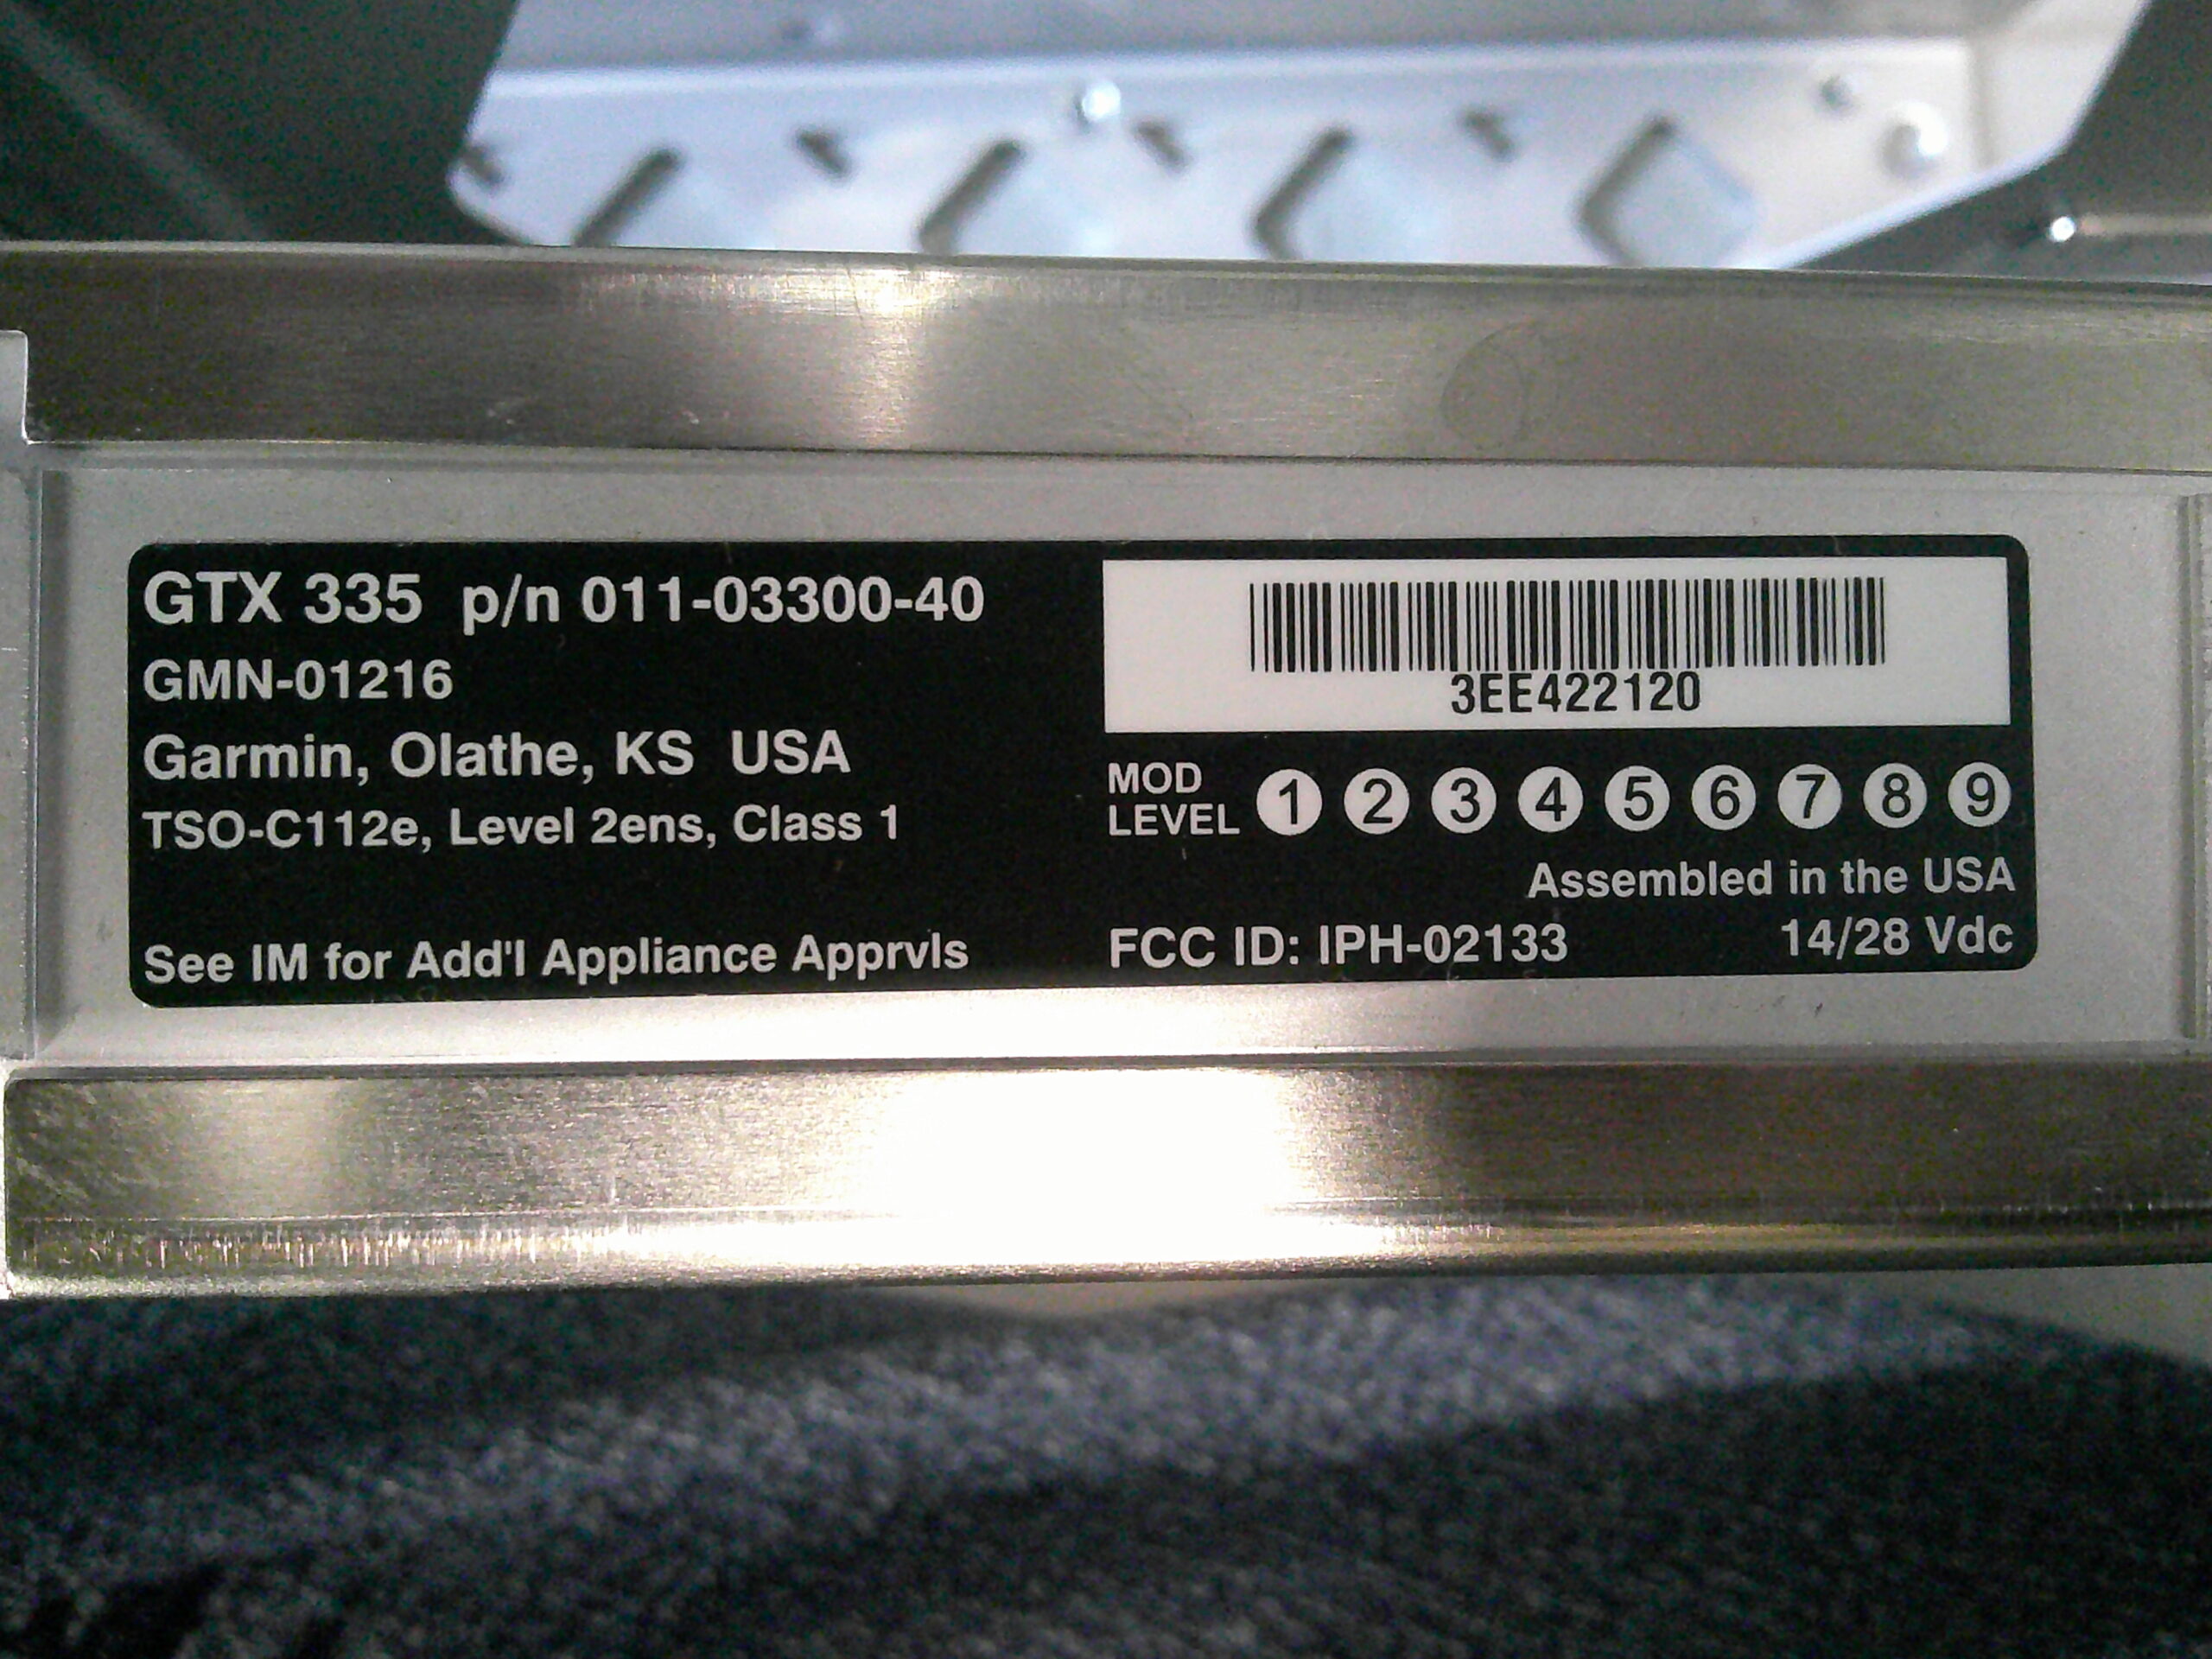 GTX 335 p/n 011-03300-40
GMN-01216
Garmin, Olathe, KS USA
TSO-C112e, Level 2ens, Class 1
See IM for Add'l Appliance Apprvls
3EE422120
MOD
LEVEL 1 2 3 4 5 6 7 8 9
Assembled in the USA
FCC ID: IPH-02133 14/28 Vdc